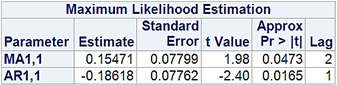 Maximum Likelihood Estimation
Parameter Estimate Standard Error t Value Approx Pr > |t| Lag
MA1,1 0.15471 0.07799 1.98 0.0473 2
AR1,1 -0.18618 0.07762 -2.40 0.0165 1